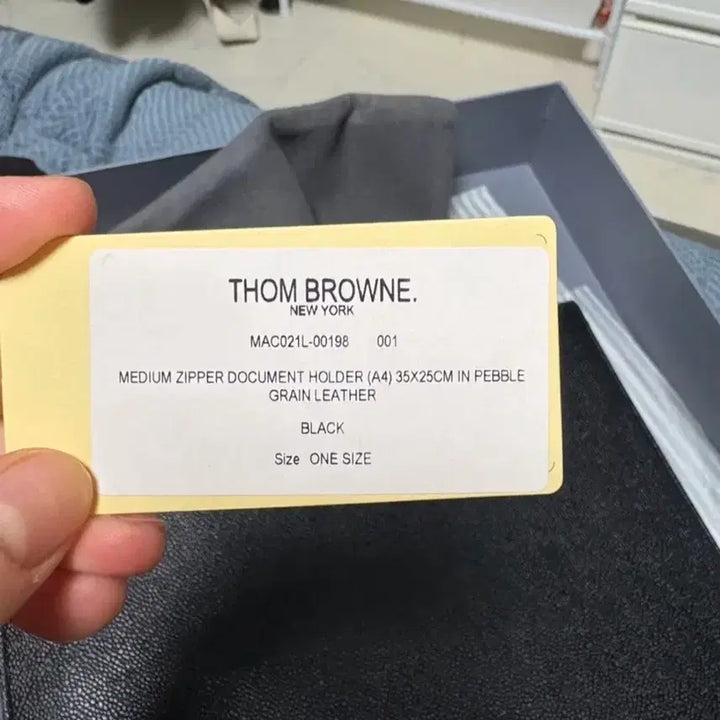 THOM BROWNE.
NEW YORK
MAC021L-00198 001
MEDIUM ZIPPER DOCUMENT HOLDER (A4) 35X25CM IN PEBBLE
GRAIN LEATHER
BLACK
Size ONE SIZE